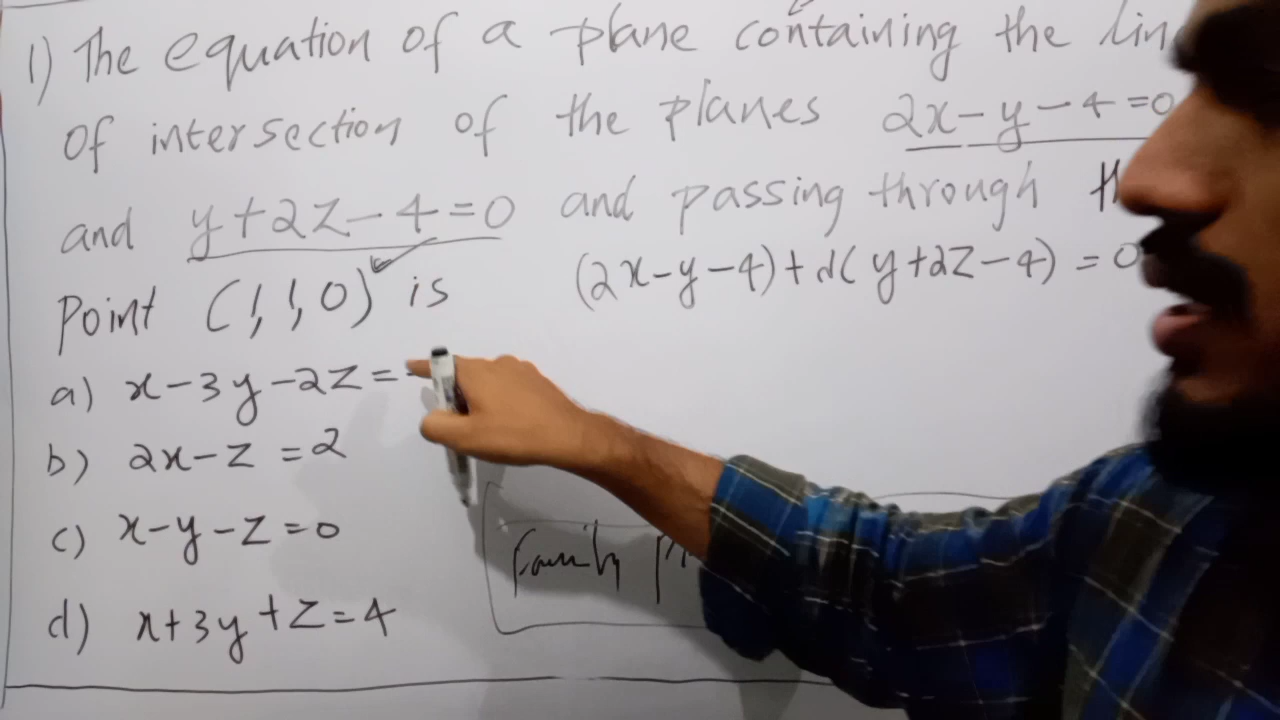 1) The equation of a plane containing the lin
of intersection of the planes 2x-y-4=0
and y+2z-4=0 and passing through th
Point (1,1,0) is
(2x-y-4)+λ(y+2z-4)=0
a) x-3y-2z=-
b) 2x-z=2
c) x-y-z=0
d) x+3y+z=4
Family